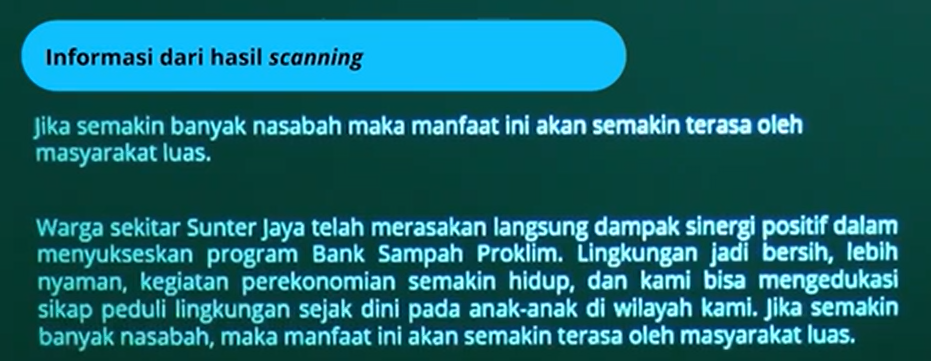 Informasi dari hasil scanning
Jika semakin banyak nasabah maka manfaat ini akan semakin terasa oleh
masyarakat luas.
Warga sekitar Sunter Jaya telah merasakan langsung dampak sinergi positif dalam
menyukseskan program Bank Sampah Proklim. Lingkungan jadi bersih, lebih
nyaman, kegiatan perekonomian semakin hidup, dan kami bisa mengedukasi
sikap peduli lingkungan sejak dini pada anak-anak di wilayah kami. Jika semakin
banyak nasabah, maka manfaat ini akan semakin terasa oleh masyarakat luas.